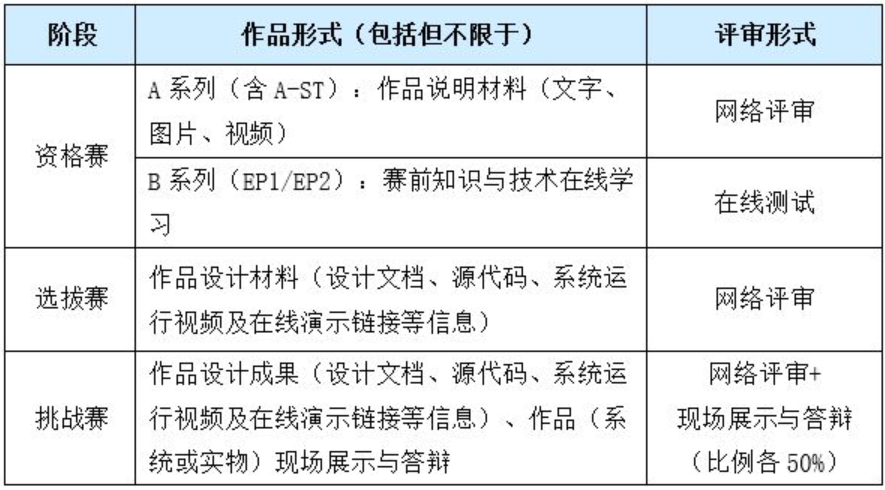 阶段
作品形式（包括但不限于）
评审形式
资格赛
A 系列（含 A-ST）：作品说明材料（文字、
图片、视频）
网络评审
B 系列（EP1/EP2）：赛前知识与技术在线学
习
在线测试
选拔赛
作品设计材料（设计文档、源代码、系统运
行视频及在线演示链接等信息）
网络评审
挑战赛
作品设计成果（设计文档、源代码、系统运
行视频及在线演示链接等信息）、作品（系
统或实物）现场展示与答辩
网络评审+
现场展示与答辩
（比例各 50%）